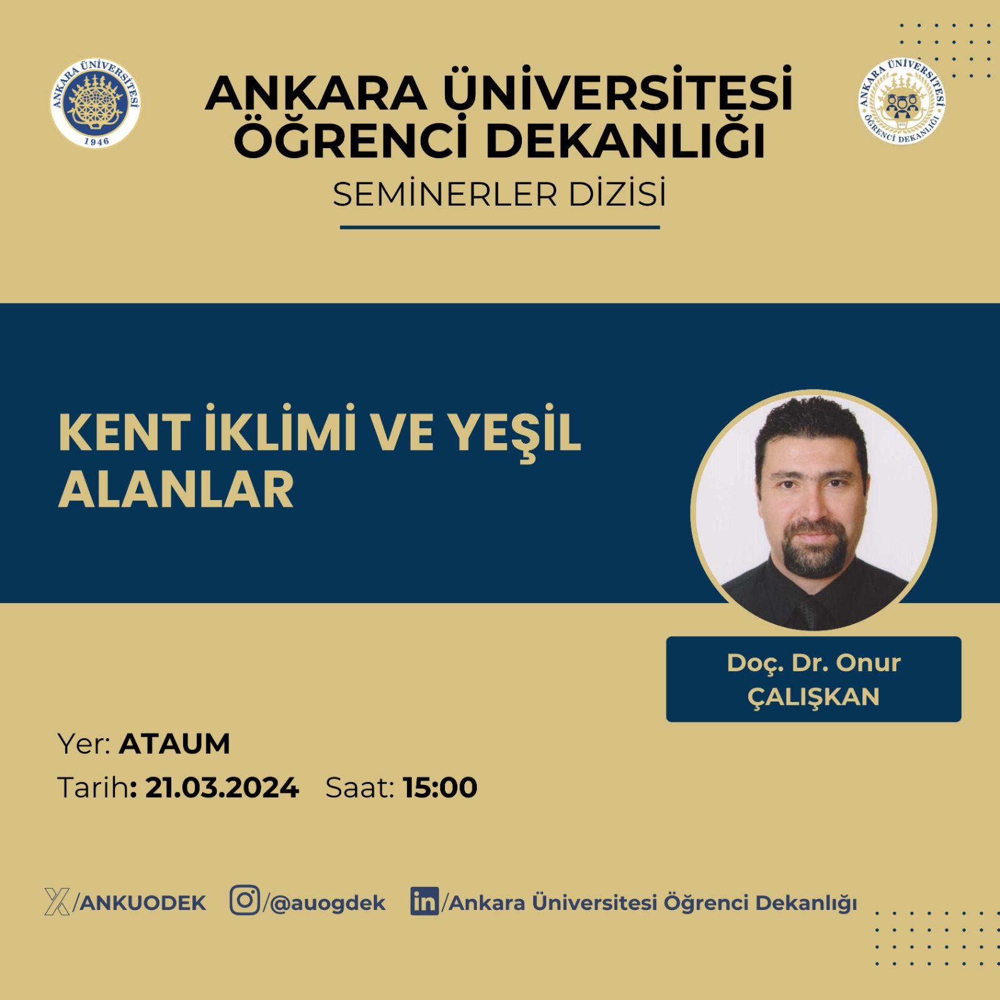 ANKARA ÜNİVERSİTESİ
1946
ANKARA ÜNİVERSİTESİ
ÖĞRENCİ DEKANLIĞI
SEMİNERLER DİZİSİ
ANKARA ÜNİVERSİTESİ
ÖĞRENCİ DEKANLIĞI
KENT İKLİMİ VE YEŞİL
ALANLAR
Doç. Dr. Onur
ÇALIŞKAN
Yer: ATAUM
Tarih: 21.03.2024 Saat: 15:00
/ANKUODEK /@auogdek in/Ankara Üniversitesi Öğrenci Dekanlığı